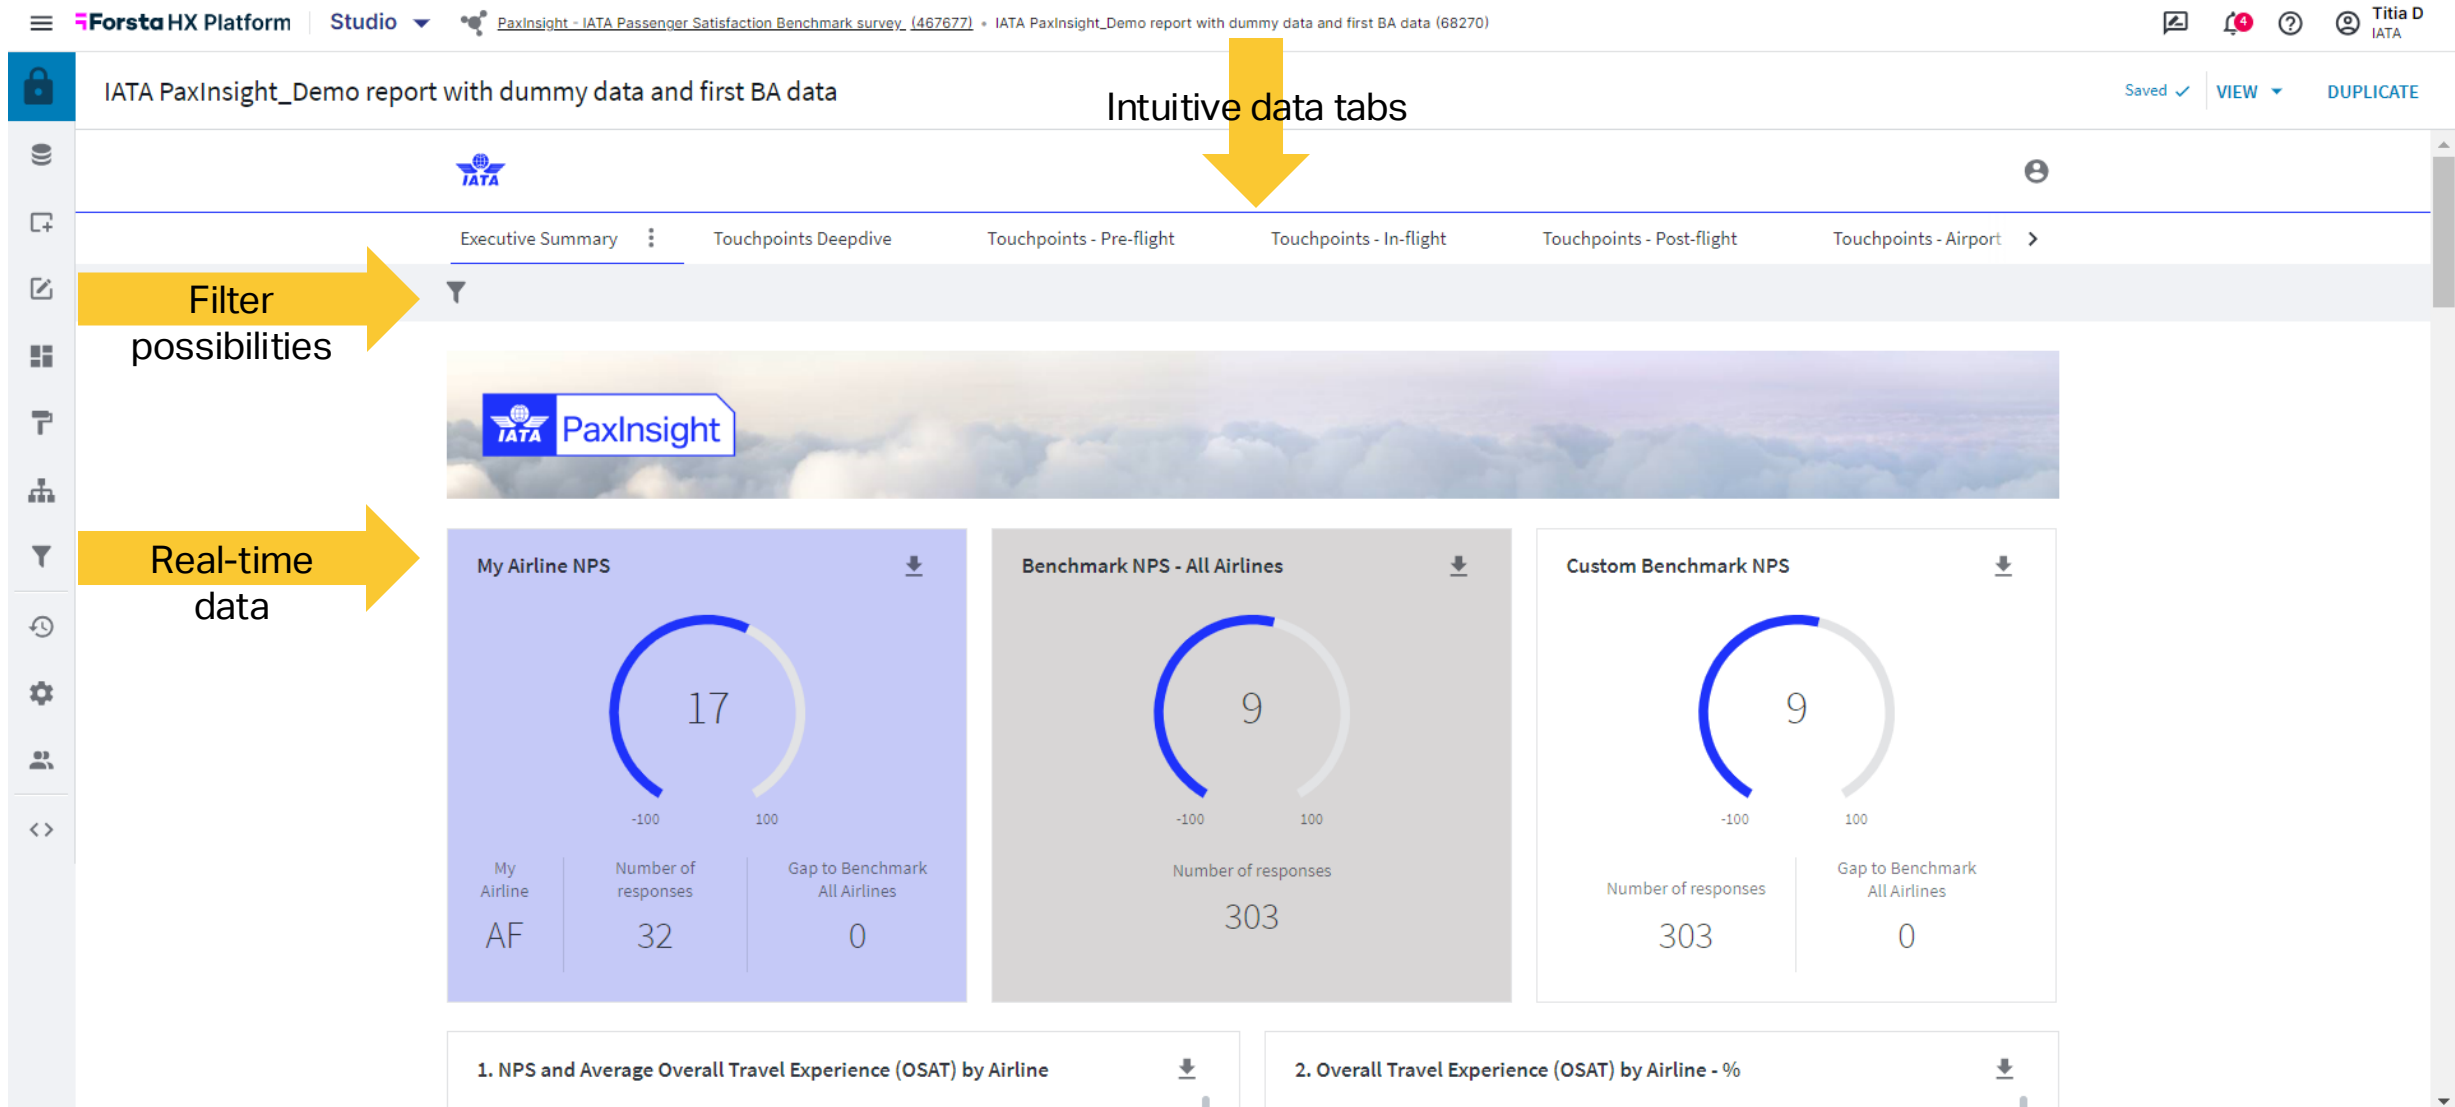 Forsta HX Platform
Studio
PaxInsight - IATA Passenger Satisfaction Benchmark survey (467677)
IATA PaxInsight_Demo report with dummy data and first BA data (68270)
4
Titia D
IATA
IATA PaxInsight_Demo report with dummy data and first BA data
Intuitive data tabs
Saved
VIEW
DUPLICATE
IATA
Executive Summary
Touchpoints Deepdive
Touchpoints - Pre-flight
Touchpoints - In-flight
Touchpoints - Post-flight
Touchpoints - Airport
Filter
possibilities
IATA
PaxInsight
Real-time
data
My Airline NPS
17
-100
100
My
Airline
AF
Number of
responses
32
Gap to Benchmark
All Airlines
0
Benchmark NPS - All Airlines
9
-100
100
Number of responses
303
Custom Benchmark NPS
9
-100
100
Number of responses
303
Gap to Benchmark
All Airlines
0
1. NPS and Average Overall Travel Experience (OSAT) by Airline
2. Overall Travel Experience (OSAT) by Airline - %